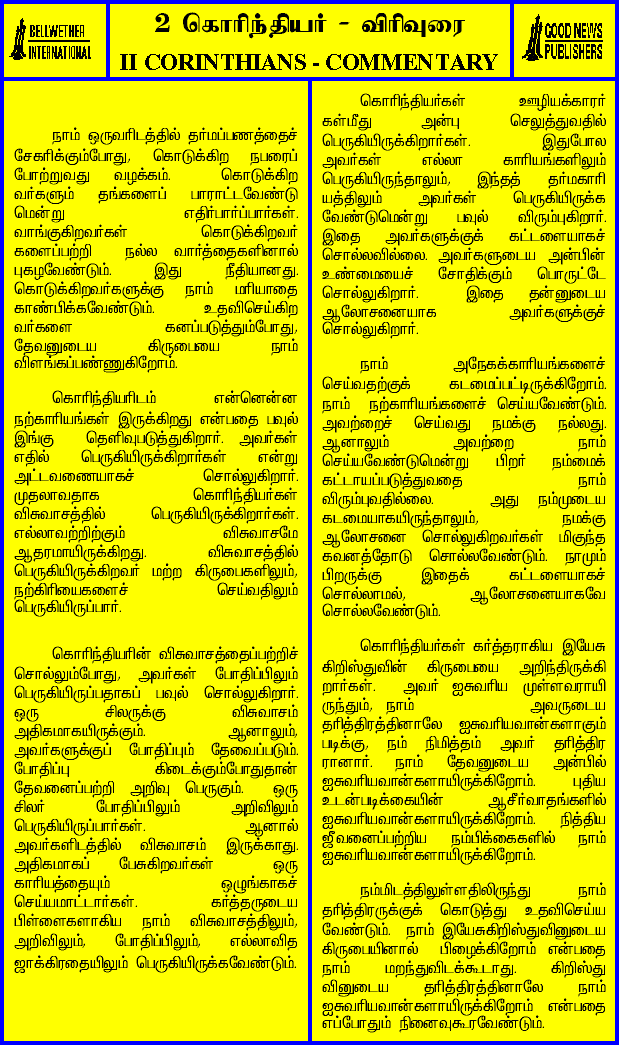 BELLWETHER
INTERNATIONAL
2 கொரிந்தியர் - விரிவுரை
II CORINTHIANS - COMMENTARY
GOOD NEWS
PUBLISHERS
நாம் ஒருவரிடத்தில் தர்மப்பணத்தைச்
சேகரிக்கும்போது, கொடுக்கிற நபரைப்
போற்றுவது வழக்கம். கொடுக்கிற
வர்களும் தங்களைப் பாராட்டவேண்டு
மென்று எதிர்பார்ப்பார்கள்.
வாங்குகிறவர்கள் கொடுக்கிறவர்
களைப்பற்றி நல்ல வார்த்தைகளினால்
புகழவேண்டும். இது நீதியானது.
கொடுக்கிறவர்களுக்கு நாம் மரியாதை
காண்பிக்கவேண்டும். உதவிசெய்கிற
வர்களை கனப்படுத்தும்போது,
தேவனுடைய கிருபையை நாம்
விளங்கப்பண்ணுகிறோம்.
கொரிந்தியரிடம் என்னென்ன
நற்காரியங்கள் இருக்கிறது என்பதை பவுல்
இங்கு தெளிவுபடுத்துகிறார். அவர்கள்
எதில் பெருகியிருக்கிறார்கள் என்று
அட்டவணையாகச் சொல்லுகிறார்.
முதலாவதாக கொரிந்தியர்கள்
விசுவாசத்தில் பெருகியிருக்கிறார்கள்.
எல்லாவற்றிற்கும் விசுவாசமே
ஆதரமாயிருக்கிறது. விசுவாசத்தில்
பெருகியிருக்கிறவர் மற்ற கிருபைகளிலும்,
நற்கிரியைகளைச் செய்வதிலும்
பெருகியிருப்பார்.
கொரிந்தியரின் விசுவாசத்தைப்பற்றிச்
சொல்லும்போது, அவர்கள் போதிப்பிலும்
பெருகியிருப்பதாகப் பவுல் சொல்லுகிறார்.
ஒரு சிலருக்கு விசுவாசம்
அதிகமாகயிருக்கும். ஆனாலும்,
அவர்களுக்குப் போதிப்பும் தேவைப்படும்.
போதிப்பு கிடைக்கும்போதுதான்
தேவனைப்பற்றி அறிவு பெருகும். ஒரு
சிலர் போதிப்பிலும் அறிவிலும்
பெருகியிருப்பார்கள். ஆனால்
அவர்களிடத்தில் விசுவாசம் இருக்காது.
அதிகமாகப் பேசுகிறவர்கள் ஒரு
காரியத்தையும் ஒழுங்காகச்
செய்யமாட்டார்கள். கர்த்தருடைய
பிள்ளைகளாகிய நாம் விசுவாசத்திலும்,
அறிவிலும், போதிப்பிலும், எல்லாவித
ஜாக்கிரதையிலும் பெருகியிருக்கவேண்டும்.
கொரிந்தியர்கள் ஊழியக்காரர்
கள்மீது அன்பு செலுத்துவதில்
பெருகியிருக்கிறார்கள். இதுபோல
அவர்கள் எல்லா காரியங்களிலும்
பெருகியிருந்தாலும், இந்தத் தர்மகாரி
யத்திலும் அவர்கள் பெருகியிருக்க
வேண்டுமென்று பவுல் விரும்புகிறார்.
இதை அவர்களுக்குக் கட்டளையாகச்
சொல்லவில்லை. அவர்களுடைய அன்பின்
உண்மையைச் சோதிக்கும் பொருட்டே
சொல்லுகிறார். இதை தன்னுடைய
ஆலோசனையாக அவர்களுக்குச்
சொல்லுகிறார்.
நாம் அநேகக்காரியங்களைச்
செய்வதற்குக் கடமைப்பட்டிருக்கிறோம்.
நாம் நற்காரியங்களைச் செய்யவேண்டும்.
அவற்றைச் செய்வது நமக்கு நல்லது.
ஆனாலும் அவற்றை நாம்
செய்யவேண்டுமென்று பிறர் நம்மைக்
கட்டாயப்படுத்துவதை நாம்
விரும்புவதில்லை. அது நம்முடைய
கடமையாகயிருந்தாலும், நமக்கு
ஆலோசனை சொல்லுகிறவர்கள் மிகுந்த
கவனத்தோடு சொல்லவேண்டும். நாமும்
பிறருக்கு இதைக் கட்டளையாகச்
சொல்லாமல், ஆலோசனையாகவே
சொல்லவேண்டும்.
கொரிந்தியர்கள் கர்த்தராகிய இயேசு
கிறிஸ்துவின் கிருபையை அறிந்திருக்கி
றார்கள். அவர் ஐசுவரிய முள்ளவராயி
ருந்தும், நாம் அவருடைய
தரித்திரத்தினாலே ஐசுவரியவான்களாகும்
படிக்கு, நம் நிமித்தம் அவர் தரித்திர
ரானார். நாம் தேவனுடைய அன்பில்
ஐசுவரியவான்களாயிருக்கிறோம். புதிய
உடன்படிக்கையின் ஆசீர்வாதங்களில்
ஐசுவரியவான்களாயிருக்கிறோம். நித்திய
ஜீவனைப்பற்றிய நம்பிக்கைகளில் நாம்
ஐசுவரியவான்களாயிருக்கிறோம்.
நம்மிடத்திலுள்ளதிலிருந்து நாம்
தரித்திரருக்குக் கொடுத்து உதவிசெய்ய
வேண்டும். நாம் இயேசுகிறிஸ்துவினுடைய
கிருபையினால் பிழைக்கிறோம் என்பதை
நாம் மறந்துவிடக்கூடாது. கிறிஸ்து
வினுடைய தரித்திரத்தினாலே நாம்
ஐசுவரியவான்களாயிருக்கிறோம் என்பதை
எப்போதும் நினைவுகூரவேண்டும்.